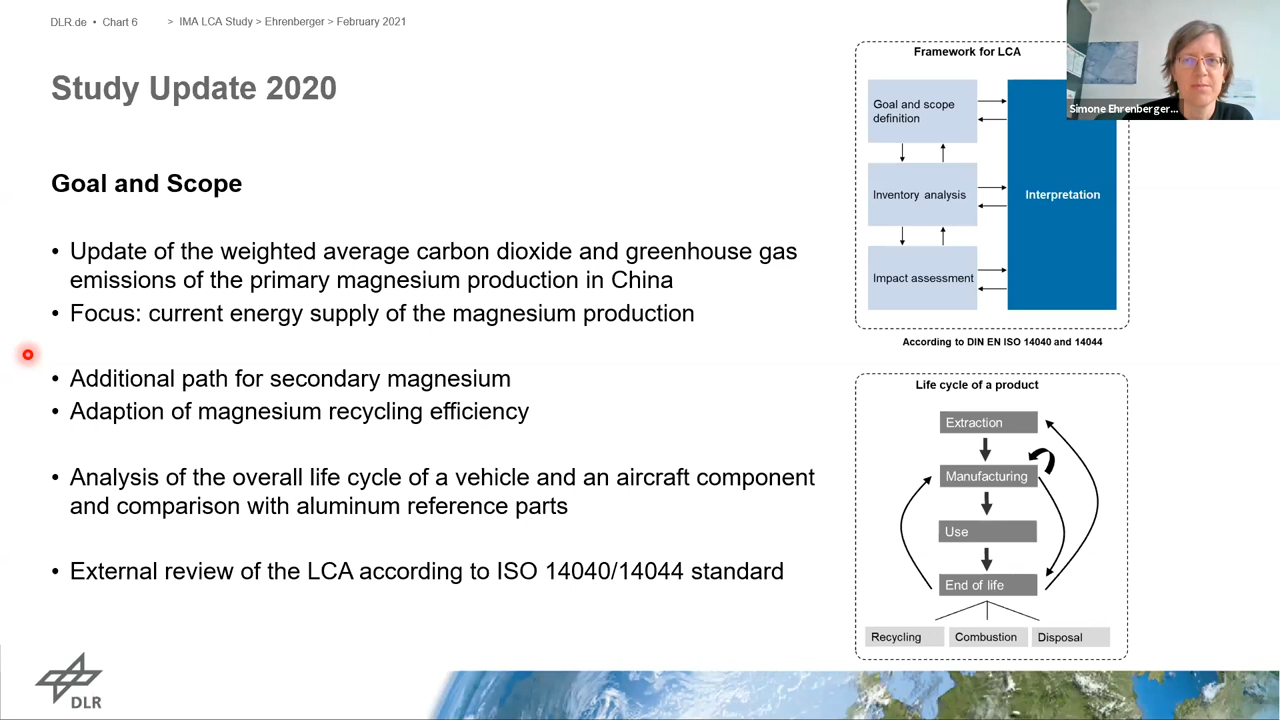 DLR.de • Chart 6 > IMA LCA Study > Ehrenberger > February 2021
Study Update 2020
Goal and Scope
• Update of the weighted average carbon dioxide and greenhouse gas
emissions of the primary magnesium production in China
• Focus: current energy supply of the magnesium production
• Additional path for secondary magnesium
• Adaption of magnesium recycling efficiency
• Analysis of the overall life cycle of a vehicle and an aircraft component
and comparison with aluminum reference parts
• External review of the LCA according to ISO 14040/14044 standard
Framework for LCA
Goal and scope
definition
Inventory analysis
Impact assessment
Interpretation
According to DIN EN ISO 14040 and 14044
Life cycle of a product
Extraction
Manufacturing
Use
End of life
Recycling
Combustion
Disposal
Simone Ehrenberger...
DLR